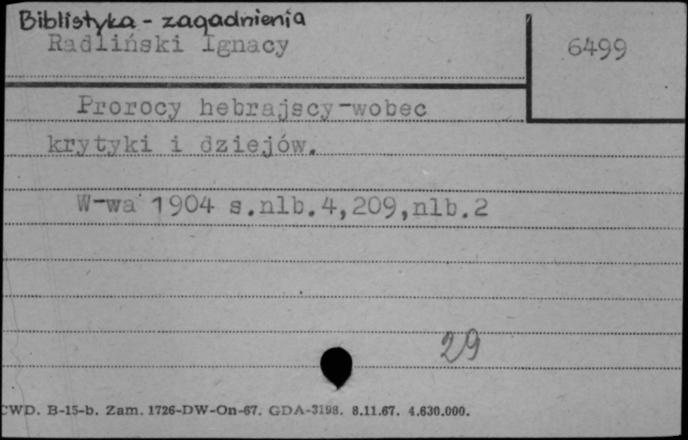 Biblistyka - zagadnienia
Radliński Ignacy
6499
Prorocy hebrajscy-wobec
krytyki i dziejów.
W-wa 1904 s.nlb.4,209,nlb.2
29
CWD. B-15-b. Zam. 1726-DW-On-67. GDA-3198. 8.11.67. 4.630.000.